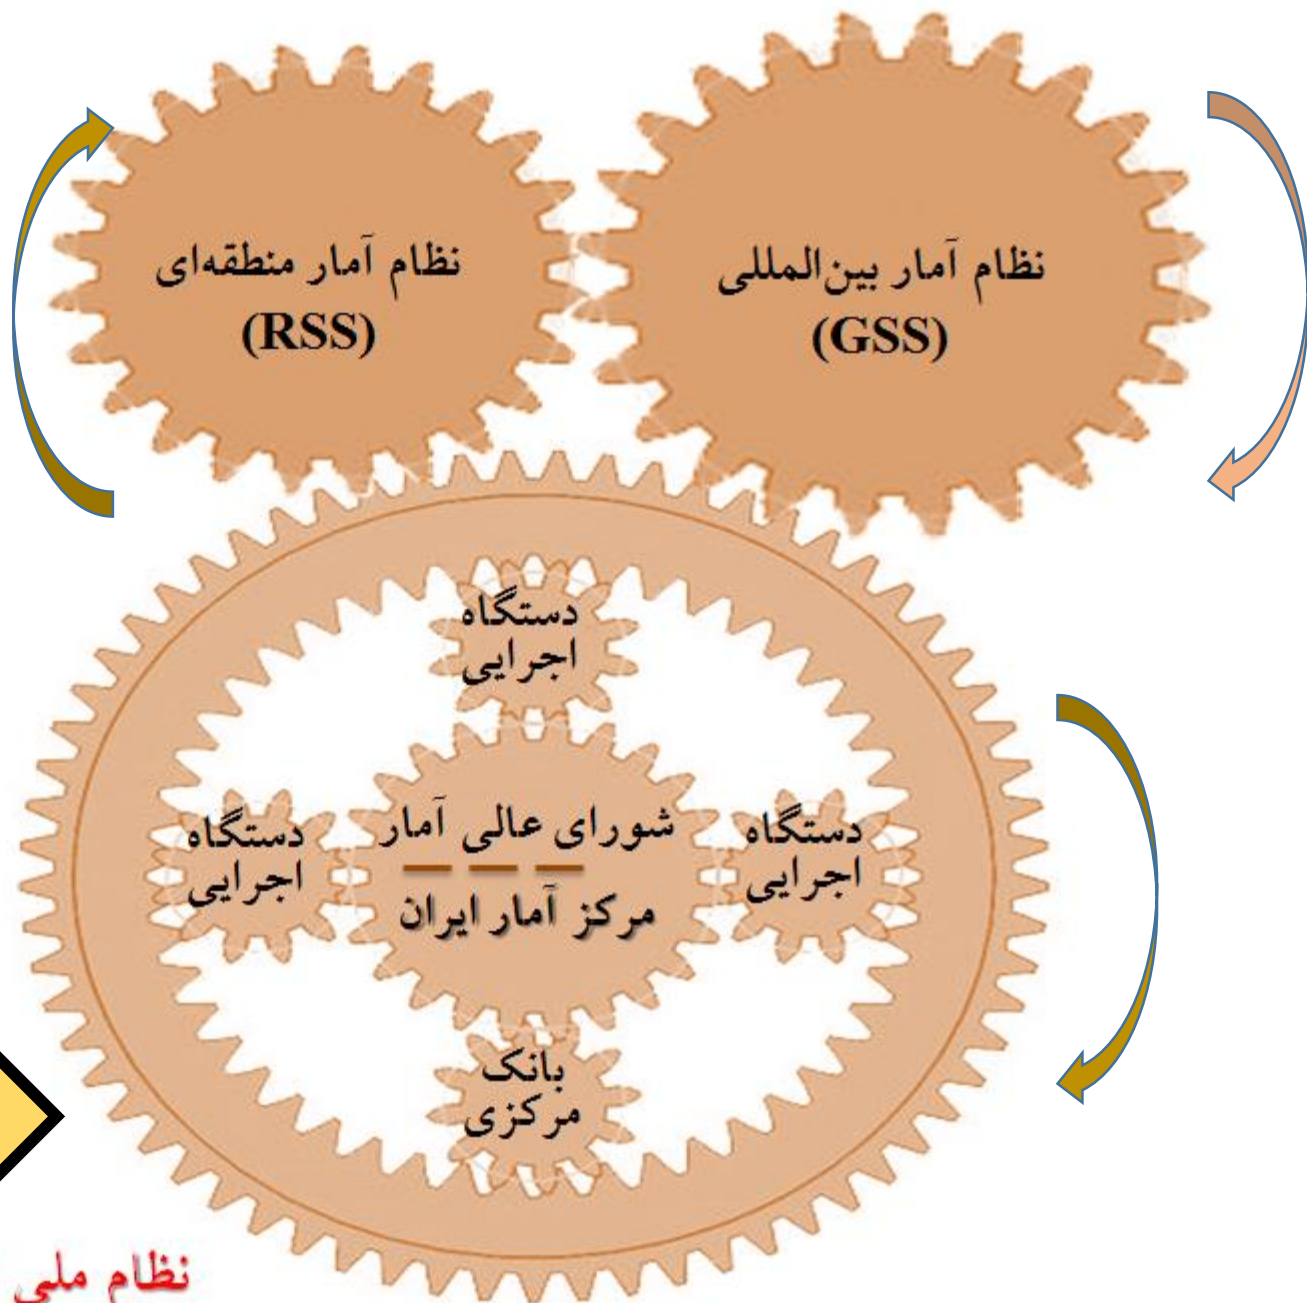 نظام آمار بین‌المللی
(GSS)
نظام آمار منطقه‌ای
(RSS)
دستگاه
اجرایی
دستگاه
اجرایی
شورای عالی آمار
مرکز آمار ایران
دستگاه
اجرایی
بانک
مرکزی
نظام ملی